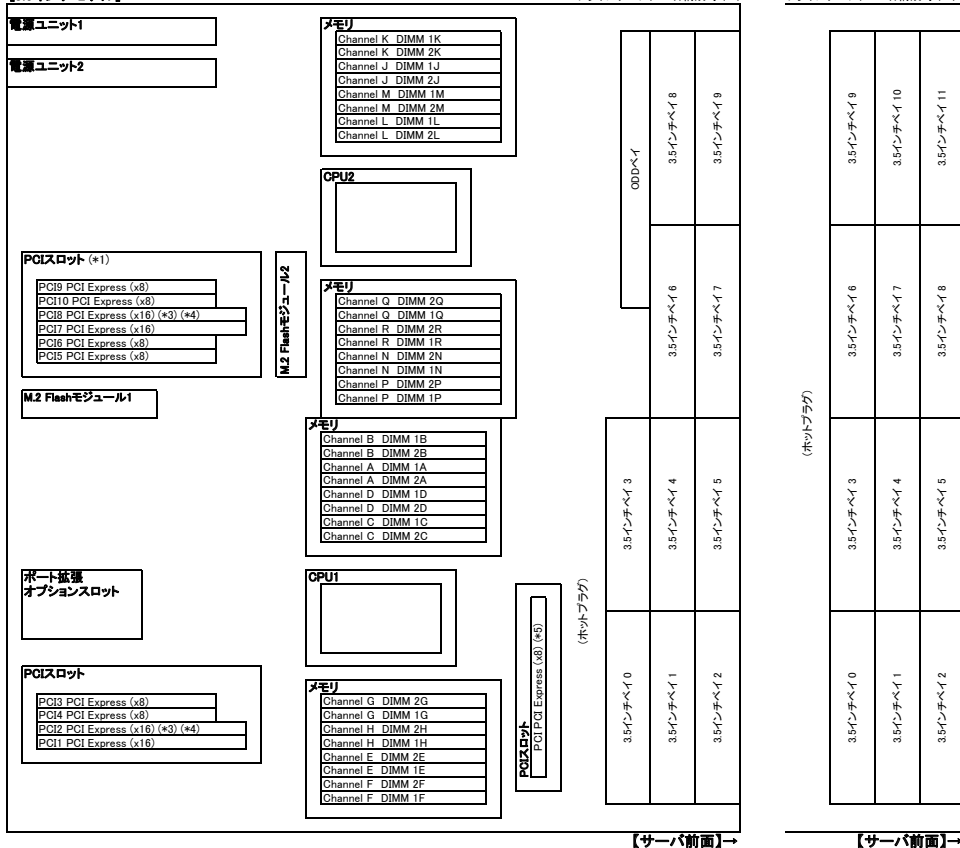 電源ユニット1
電源ユニット2
メモリ
Channel K DIMM 1K
Channel K DIMM 2K
Channel J DIMM 1J
Channel J DIMM 2J
Channel M DIMM 1M
Channel M DIMM 2M
Channel L DIMM 1L
Channel L DIMM 2L
CPU2
PCIスロット (*1)
PCI9 PCI Express (x8)
PCI10 PCI Express (x8)
PCI8 PCI Express (x16) (*3) (*4)
PCI7 PCI Express (x16)
PCI6 PCI Express (x8)
PCI5 PCI Express (x8)
M.2 Flashモジュール2
メモリ
Channel Q DIMM 2Q
Channel Q DIMM 1Q
Channel R DIMM 2R
Channel R DIMM 1R
Channel N DIMM 2N
Channel N DIMM 1N
Channel P DIMM 2P
Channel P DIMM 1P
M.2 Flashモジュール1
メモリ
Channel B DIMM 1B
Channel B DIMM 2B
Channel A DIMM 1A
Channel A DIMM 2A
Channel D DIMM 1D
Channel D DIMM 2D
Channel C DIMM 1C
Channel C DIMM 2C
ポート拡張
オプションスロット
CPU1
PCIスロット
PCI3 PCI Express (x8)
PCI4 PCI Express (x8)
PCI2 PCI Express (x16) (*3) (*4)
PCI1 PCI Express (x16)
メモリ
Channel G DIMM 2G
Channel G DIMM 1G
Channel H DIMM 2H
Channel H DIMM 1H
Channel E DIMM 2E
Channel E DIMM 1E
Channel F DIMM 2F
Channel F DIMM 1F
PCIスロット
PCI PCI Express (x8) (*5)
(ホットプラグ)
ODDベイ
3.5インチベイ 8
3.5インチベイ 9
3.5インチベイ 6
3.5インチベイ 7
3.5インチベイ 3
3.5インチベイ 4
3.5インチベイ 5
3.5インチベイ 0
3.5インチベイ 1
3.5インチベイ 2
【サーバ前面】→
(ホットプラグ)
3.5インチベイ 9
3.5インチベイ 10
3.5インチベイ 11
3.5インチベイ 6
3.5インチベイ 7
3.5インチベイ 8
3.5インチベイ 3
3.5インチベイ 4
3.5インチベイ 5
3.5インチベイ 0
3.5インチベイ 1
3.5インチベイ 2
【サーバ前面】→